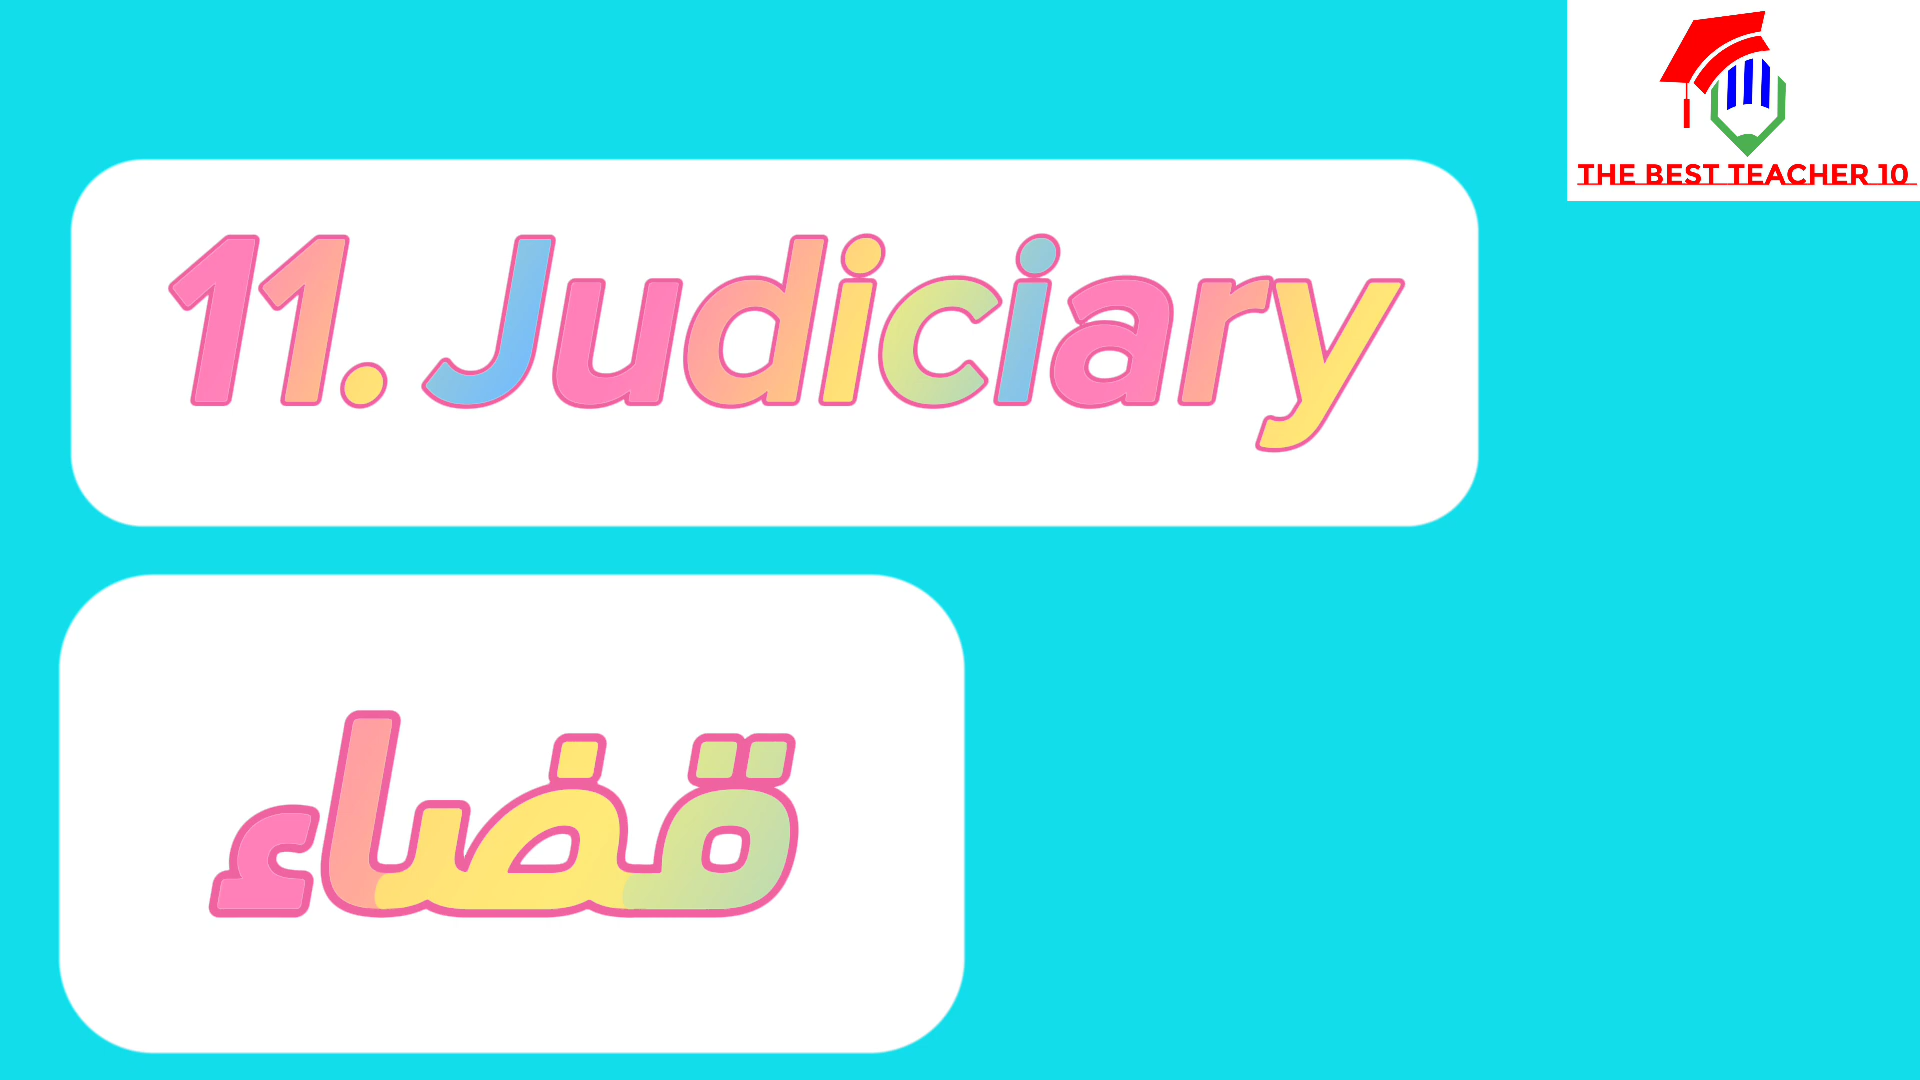 THE BEST TEACHER 10
11. Judiciary
قضاء